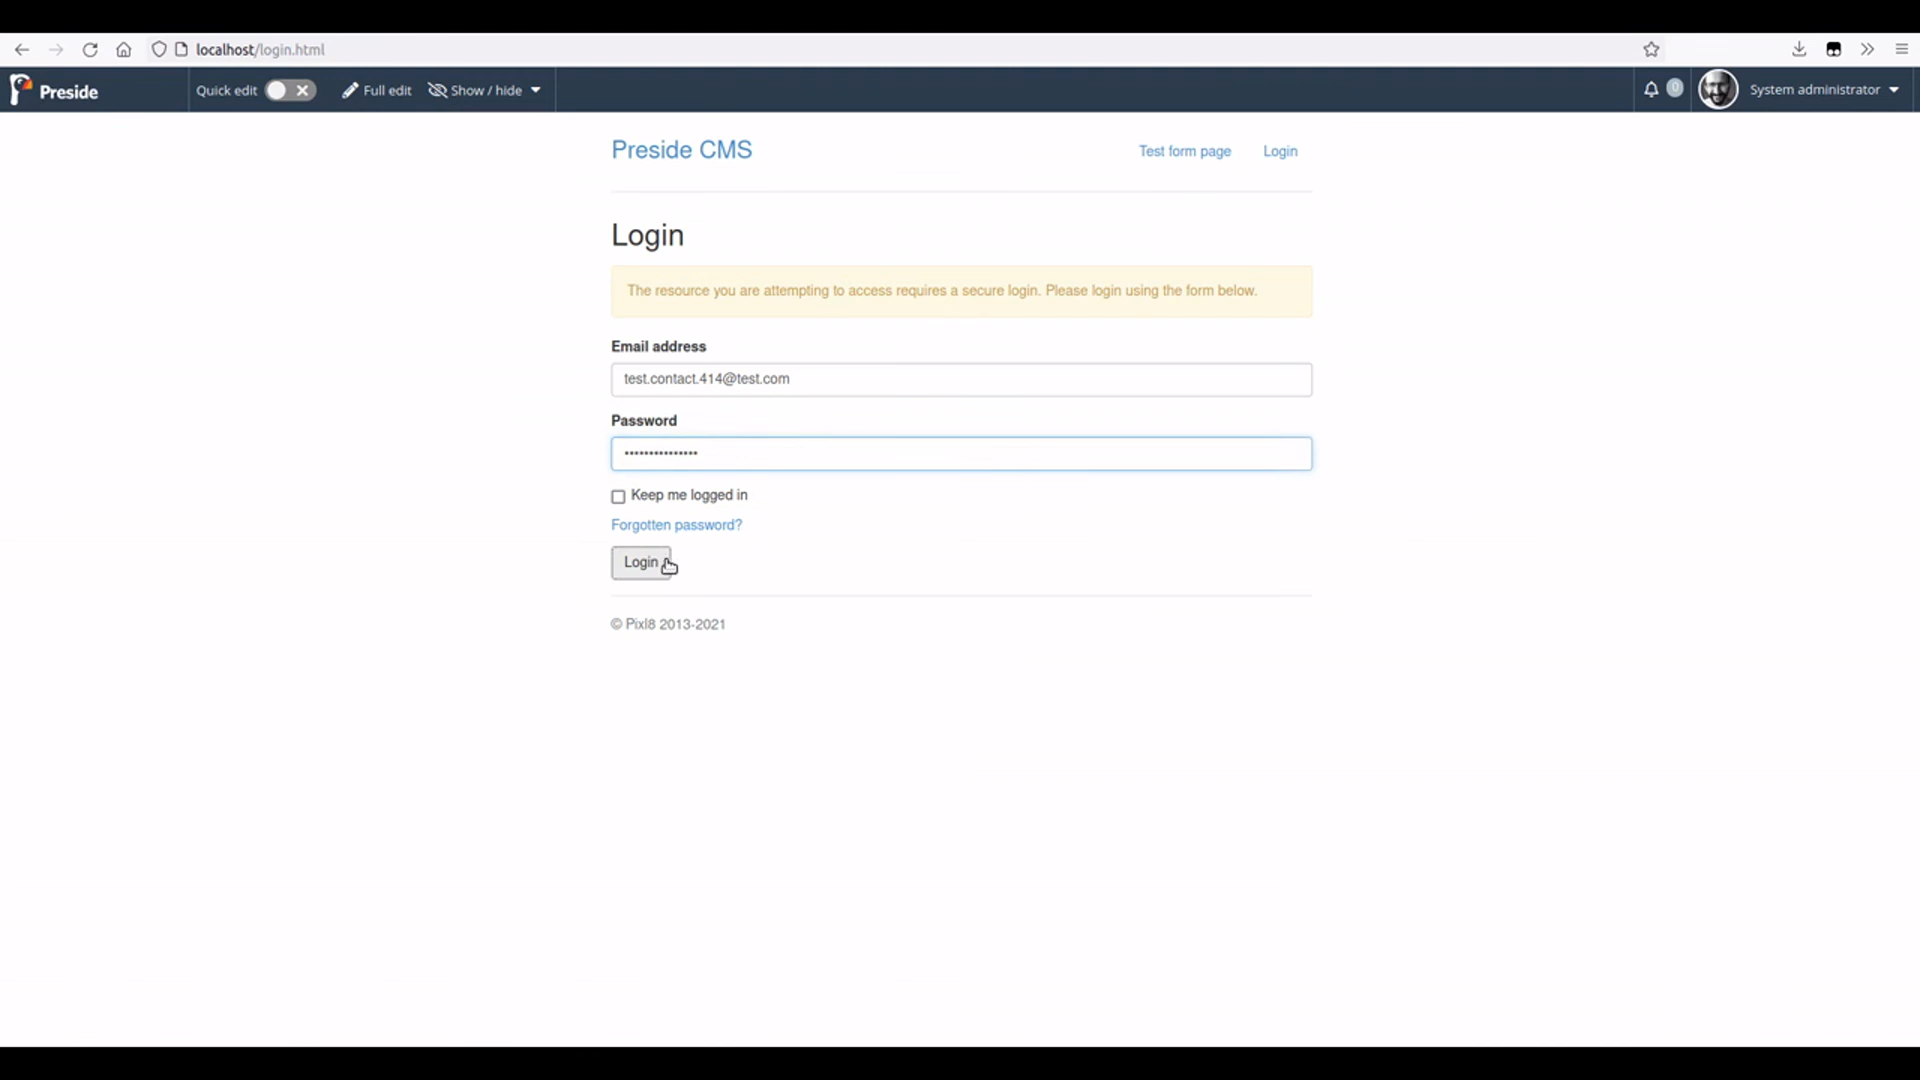 localhost/login.html
Preside Quick edit Full edit Show / hide 0 System administrator
Preside CMS Test form page Login
Login
The resource you are attempting to access requires a secure login. Please login using the form below.
Email address
test.contact.414@test.com
Password
•••••••••••••••
Keep me logged in
Forgotten password?
Login
© Pixl8 2013-2021